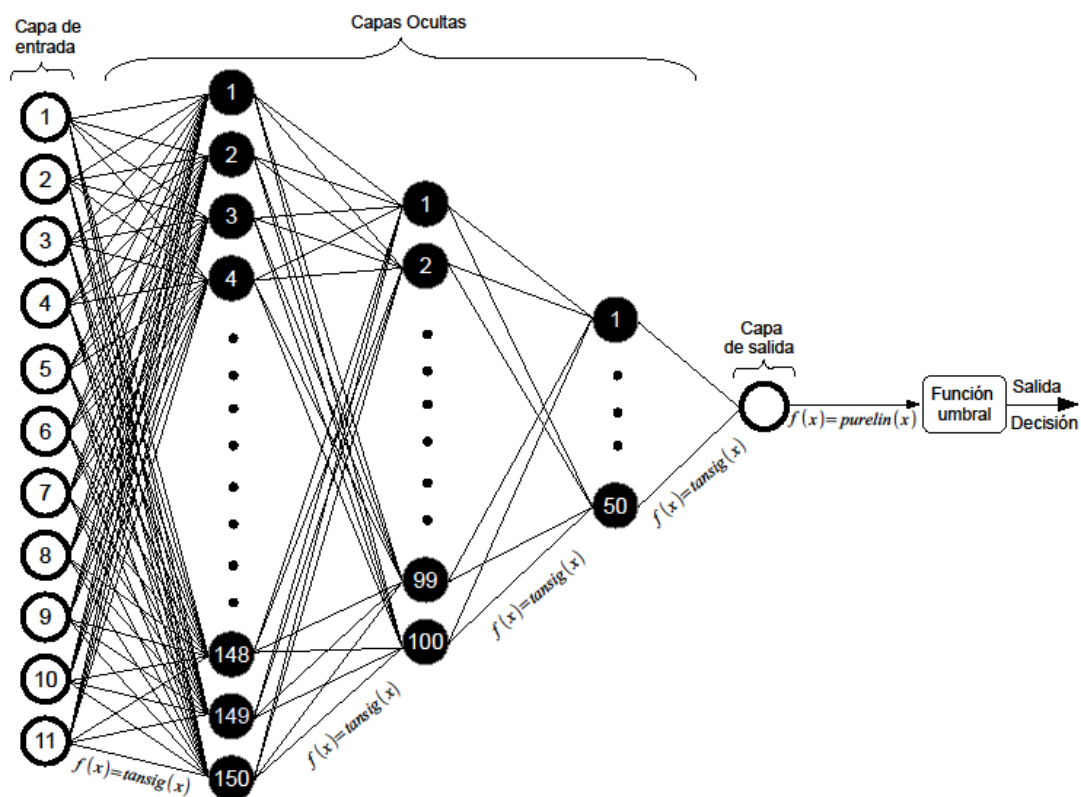 Capa de
entrada
Capas Ocultas
1
2
3
4
5
6
7
8
9
10
11
f(x)=tansig(x)
1
2
3
4
148
149
150
f(x)=tansig(x)
1
2
99
100
f(x)=tansig(x)
1
50
f(x)=tansig(x)
Capa
de salida
f(x)=purelin(x)
Función
umbral
Salida
Decisión